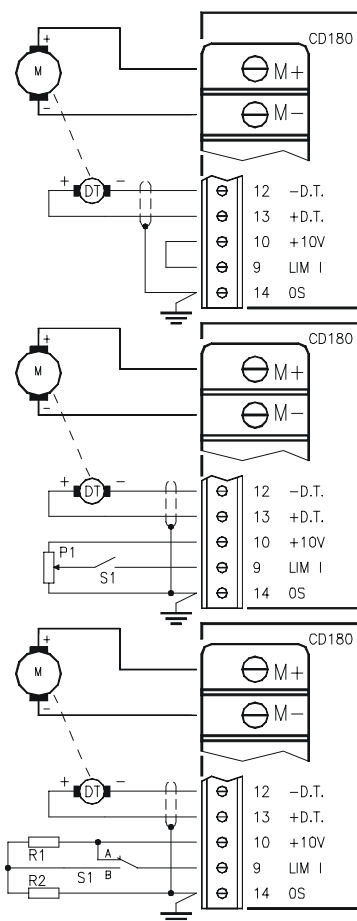 CD180
+
M
M+
-
M-
+ DT -
12 -D.T.
13 +D.T.
10 +10V
9 LIM I
14 0S
CD180
+
M
M+
-
M-
+ DT -
12 -D.T.
13 +D.T.
10 +10V
P1
S1
9 LIM I
14 0S
CD180
+
M
M+
-
M-
+ DT -
12 -D.T.
13 +D.T.
10 +10V
R1
A
S1 B
9 LIM I
R2
14 0S